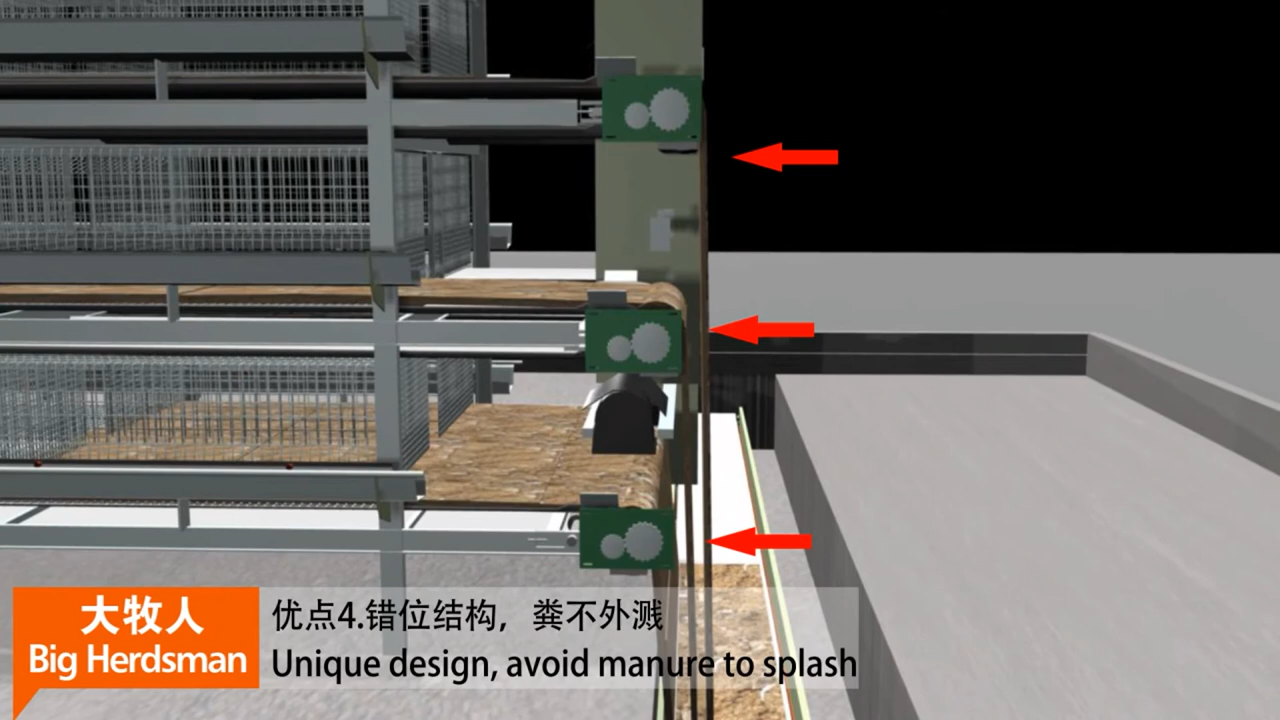 大牧人
Big Herdsman
优点4.错位结构，粪不外溅
Unique design, avoid manure to splash